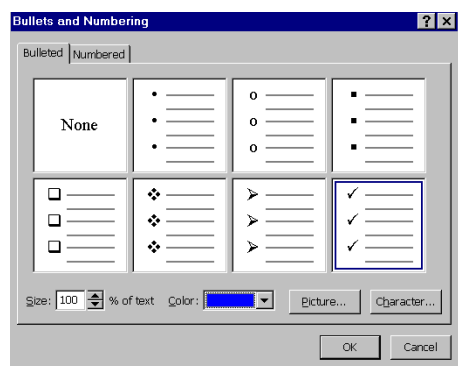 Bullets and Numbering
Bulleted Numbered
None
Size: 100 % of text Color: Picture... Character...
OK Cancel